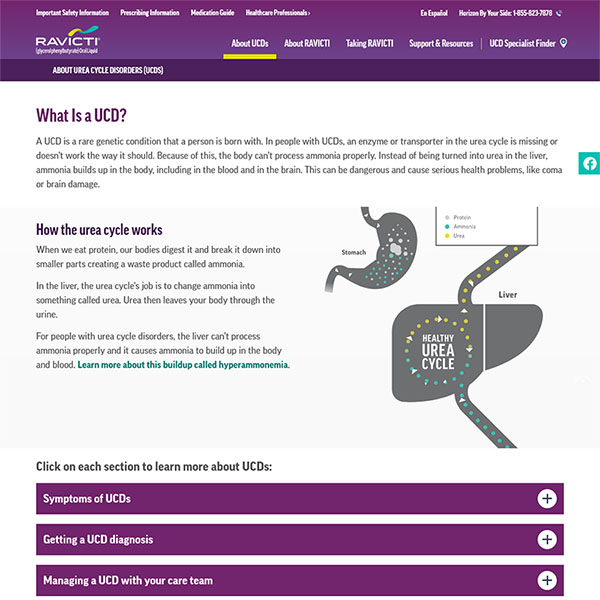 Important Safety Information Prescribing Information Medication Guide Healthcare Professionals › En Español Horizon By Your Side: 1-855-823-7878
RAVICTI
(glycerol phenylbutyrate) Oral Liquid
About UCDs About RAVICTI Taking RAVICTI Support & Resources UCD Specialist Finder
ABOUT UREA CYCLE DISORDERS (UCDS)
What Is a UCD?
A UCD is a rare genetic condition that a person is born with. In people with UCDs, an enzyme or transporter in the urea cycle is missing or
doesn't work the way it should. Because of this, the body can't process ammonia properly. Instead of being turned into urea in the liver,
ammonia builds up in the body, including in the blood and in the brain. This can be dangerous and cause serious health problems, like coma
or brain damage.
How the urea cycle works
When we eat protein, our bodies digest it and break it down into
smaller parts creating a waste product called ammonia.
In the liver, the urea cycle's job is to change ammonia into
something called urea. Urea then leaves your body through the
urine.
For people with urea cycle disorders, the liver can't process
ammonia properly and it causes ammonia to build up in the body
and blood. Learn more about this buildup called hyperammonemia.
Protein
Ammonia
Urea
Stomach
Liver
HEALTHY
UREA
CYCLE
Click on each section to learn more about UCDs:
Symptoms of UCDs
Getting a UCD diagnosis
Managing a UCD with your care team